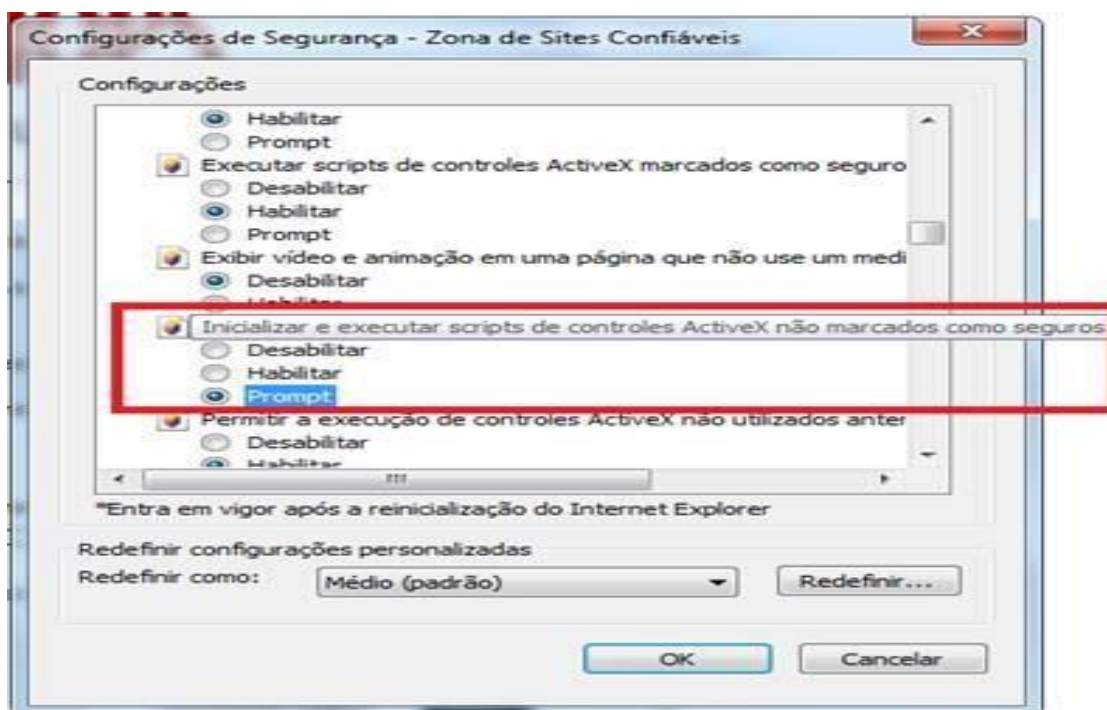 Configurações de Segurança - Zona de Sites Confiáveis
Configurações
Habilitar
Prompt
Executar scripts de controles ActiveX marcados como seguro
Desabilitar
Habilitar
Prompt
Exibir vídeo e animação em uma página que não use um medi
Desabilitar
Habilitar
Inicializar e executar scripts de controles ActiveX não marcados como seguros
Desabilitar
Habilitar
Prompt
Permitir a execução de controles ActiveX não utilizados anter
Desabilitar
Habilitar
*Entra em vigor após a reinicialização do Internet Explorer
Redefinir configurações personalizadas
Redefinir como:
Médio (padrão)
Redefinir...
OK
Cancelar